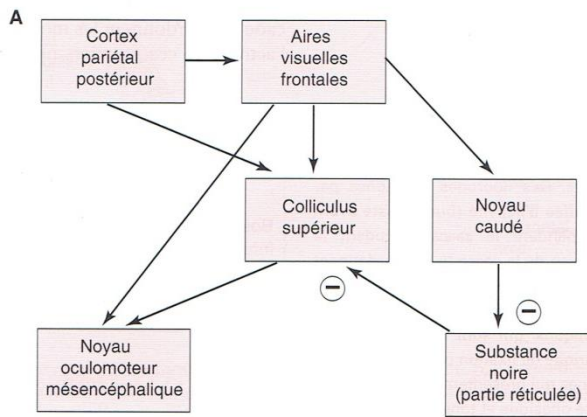 A
Cortex
pariétal
postérieur
Aires
visuelles
frontales
Colliculus
supérieur
Noyau
caudé
Noyau
oculomoteur
mésencéphalique
Substance
noire
(partie réticulée)